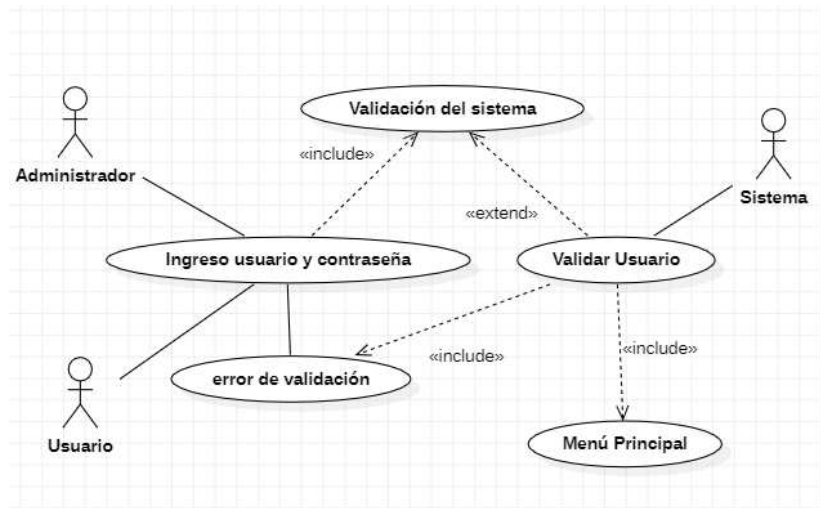 Validación del sistema
«include»
Administrador
Sistema
«extend»
Ingreso usuario y contraseña
Validar Usuario
«include»
«include»
error de validación
Usuario
Menú Principal